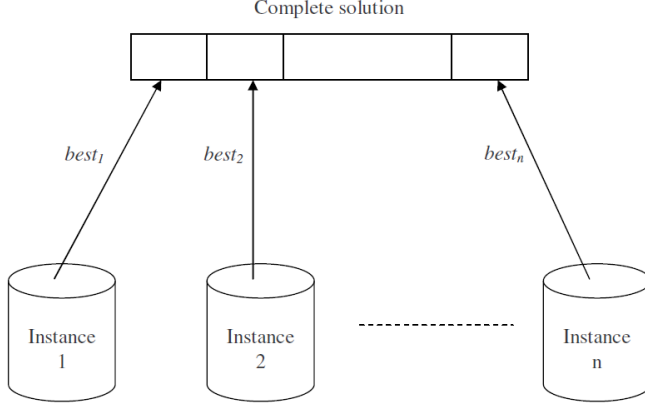 Complete solution
best₁
best₂
bestₙ
Instance
1
Instance
2
Instance
n